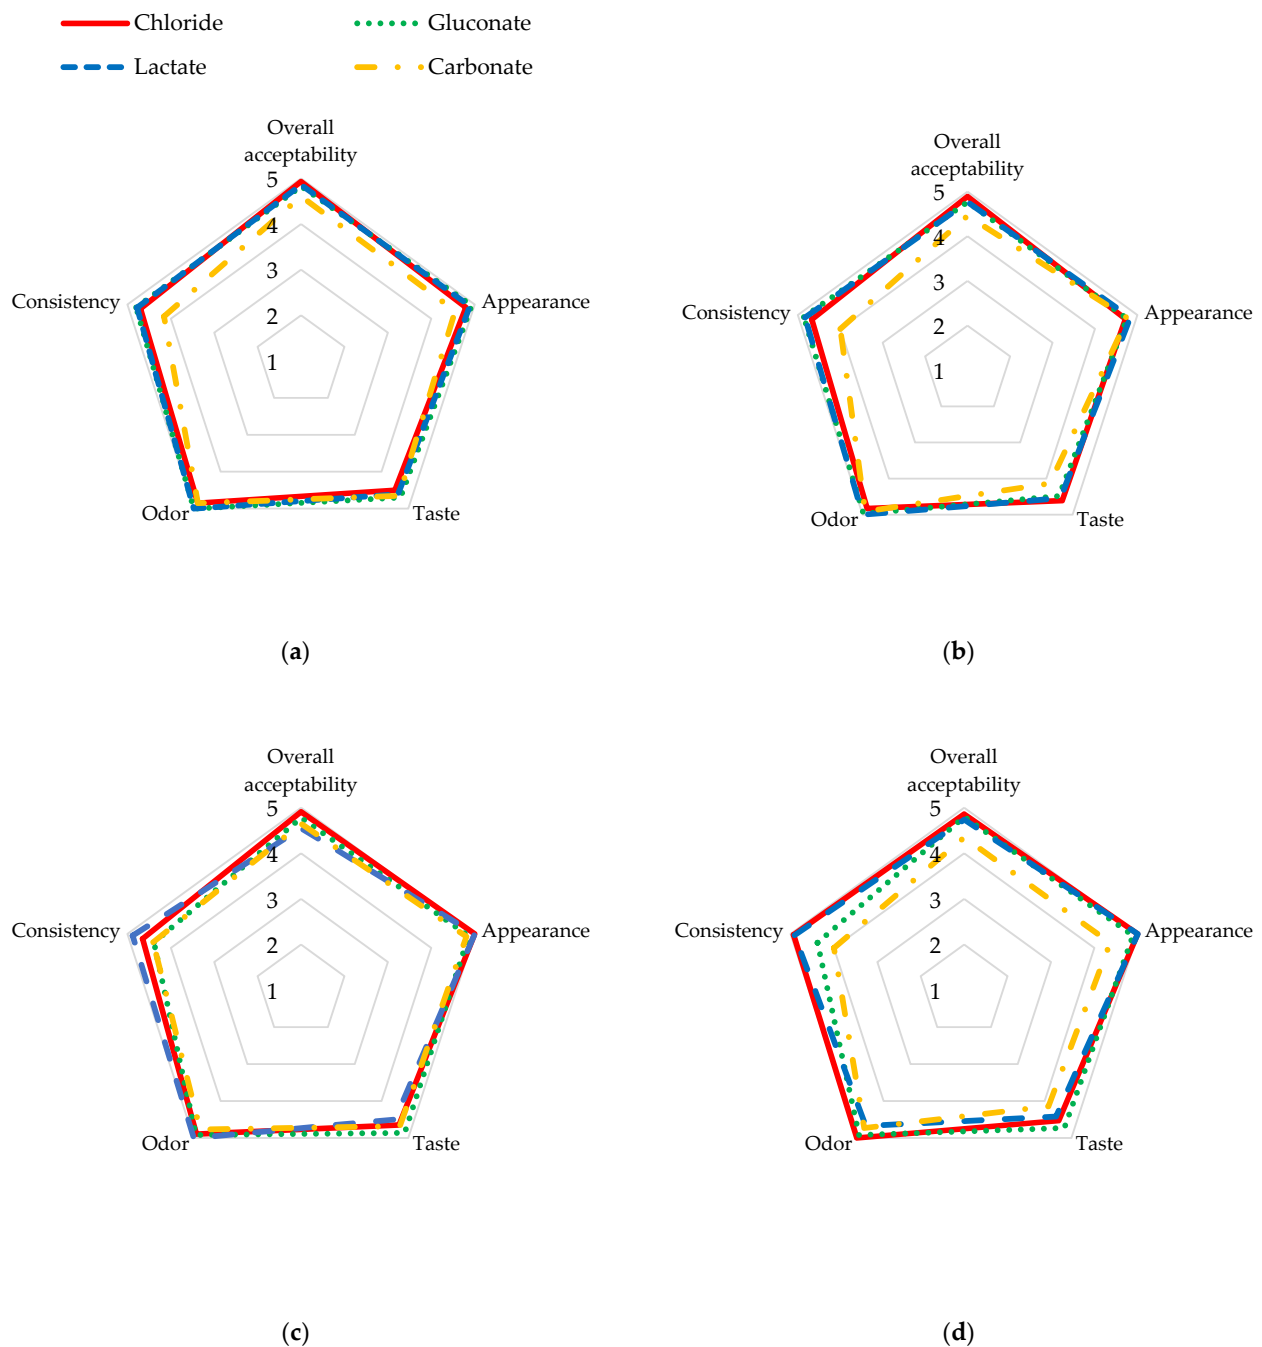 Chloride
Gluconate
Lactate
Carbonate
Overall
acceptability
5
4
3
2
1
Consistency
Appearance
Odor
Taste
(a)
Overall
acceptability
5
4
3
2
1
Consistency
Appearance
Odor
Taste
(b)
Overall
acceptability
5
4
3
2
1
Consistency
Appearance
Odor
Taste
(c)
Overall
acceptability
5
4
3
2
1
Consistency
Appearance
Odor
Taste
(d)